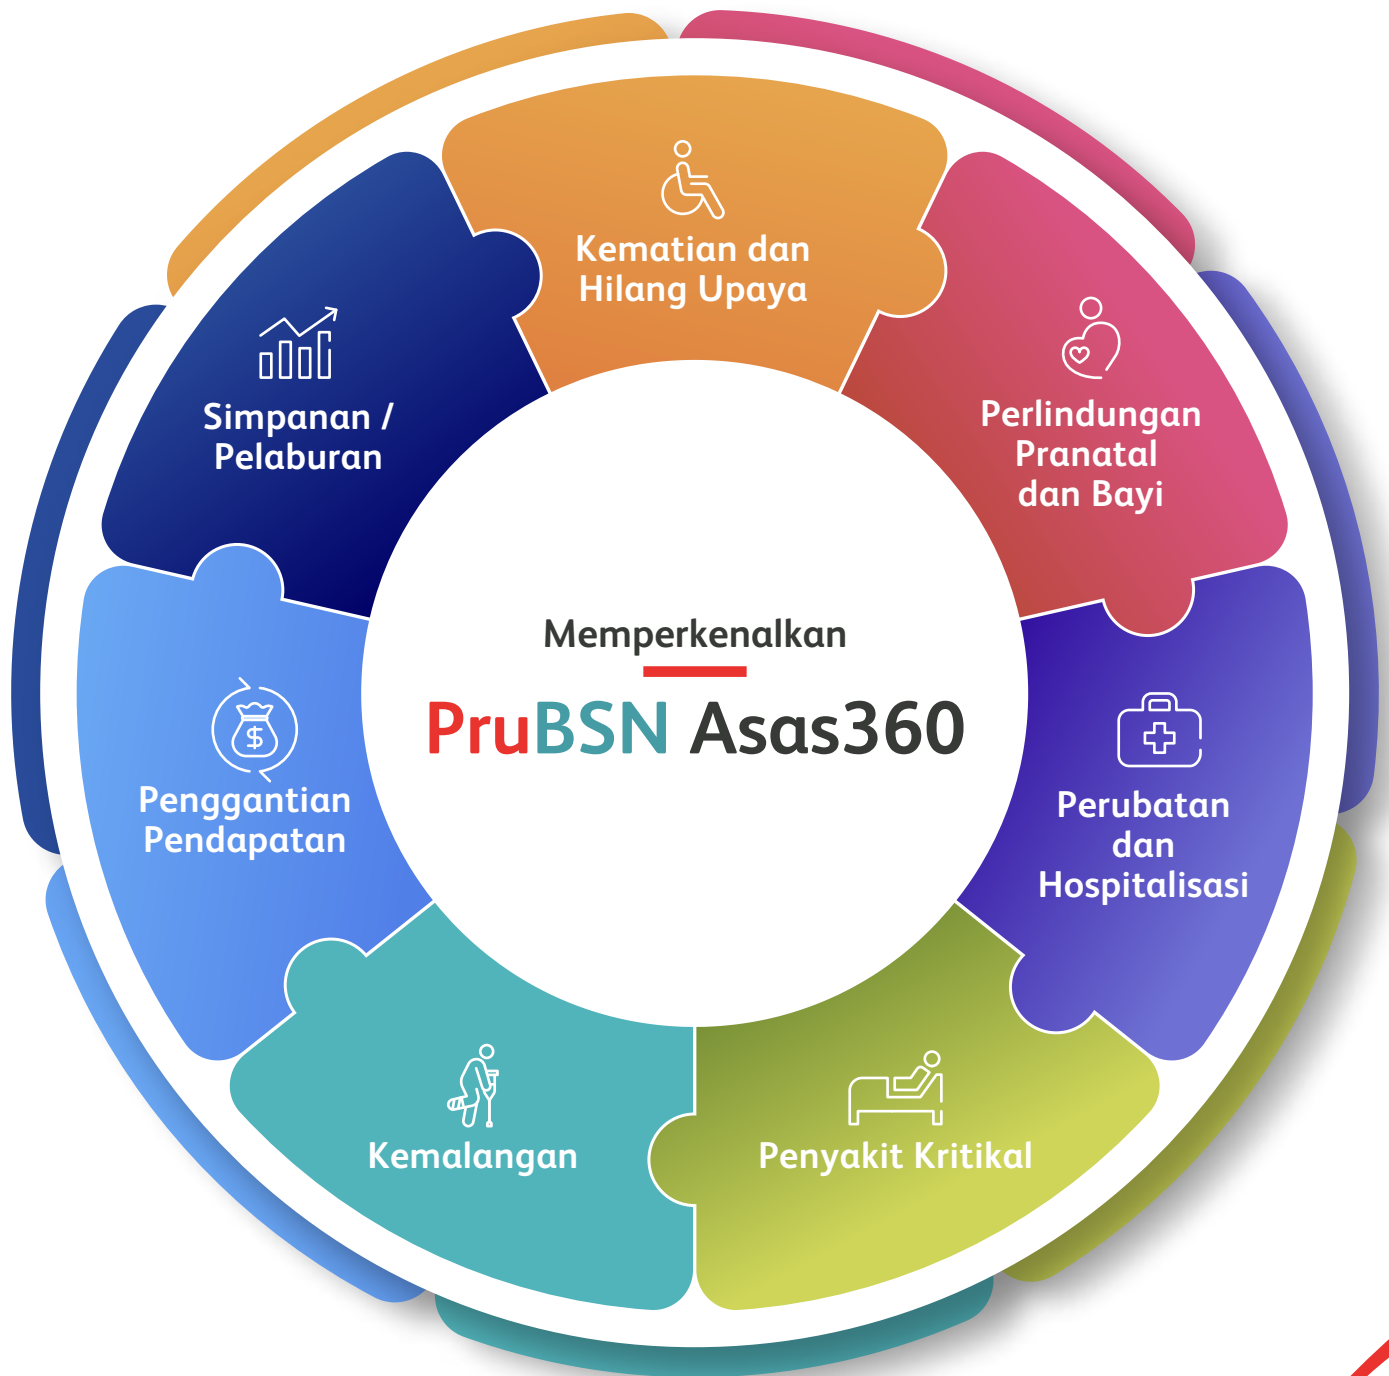 Memperkenalkan
PruBSN Asas360
Kematian dan
Hilang Upaya
Perlindungan
Pranatal
dan Bayi
Perubatan
dan
Hospitalisasi
Penyakit Kritikal
Kemalangan
Penggantian
Pendapatan
$
Simpanan /
Pelaburan